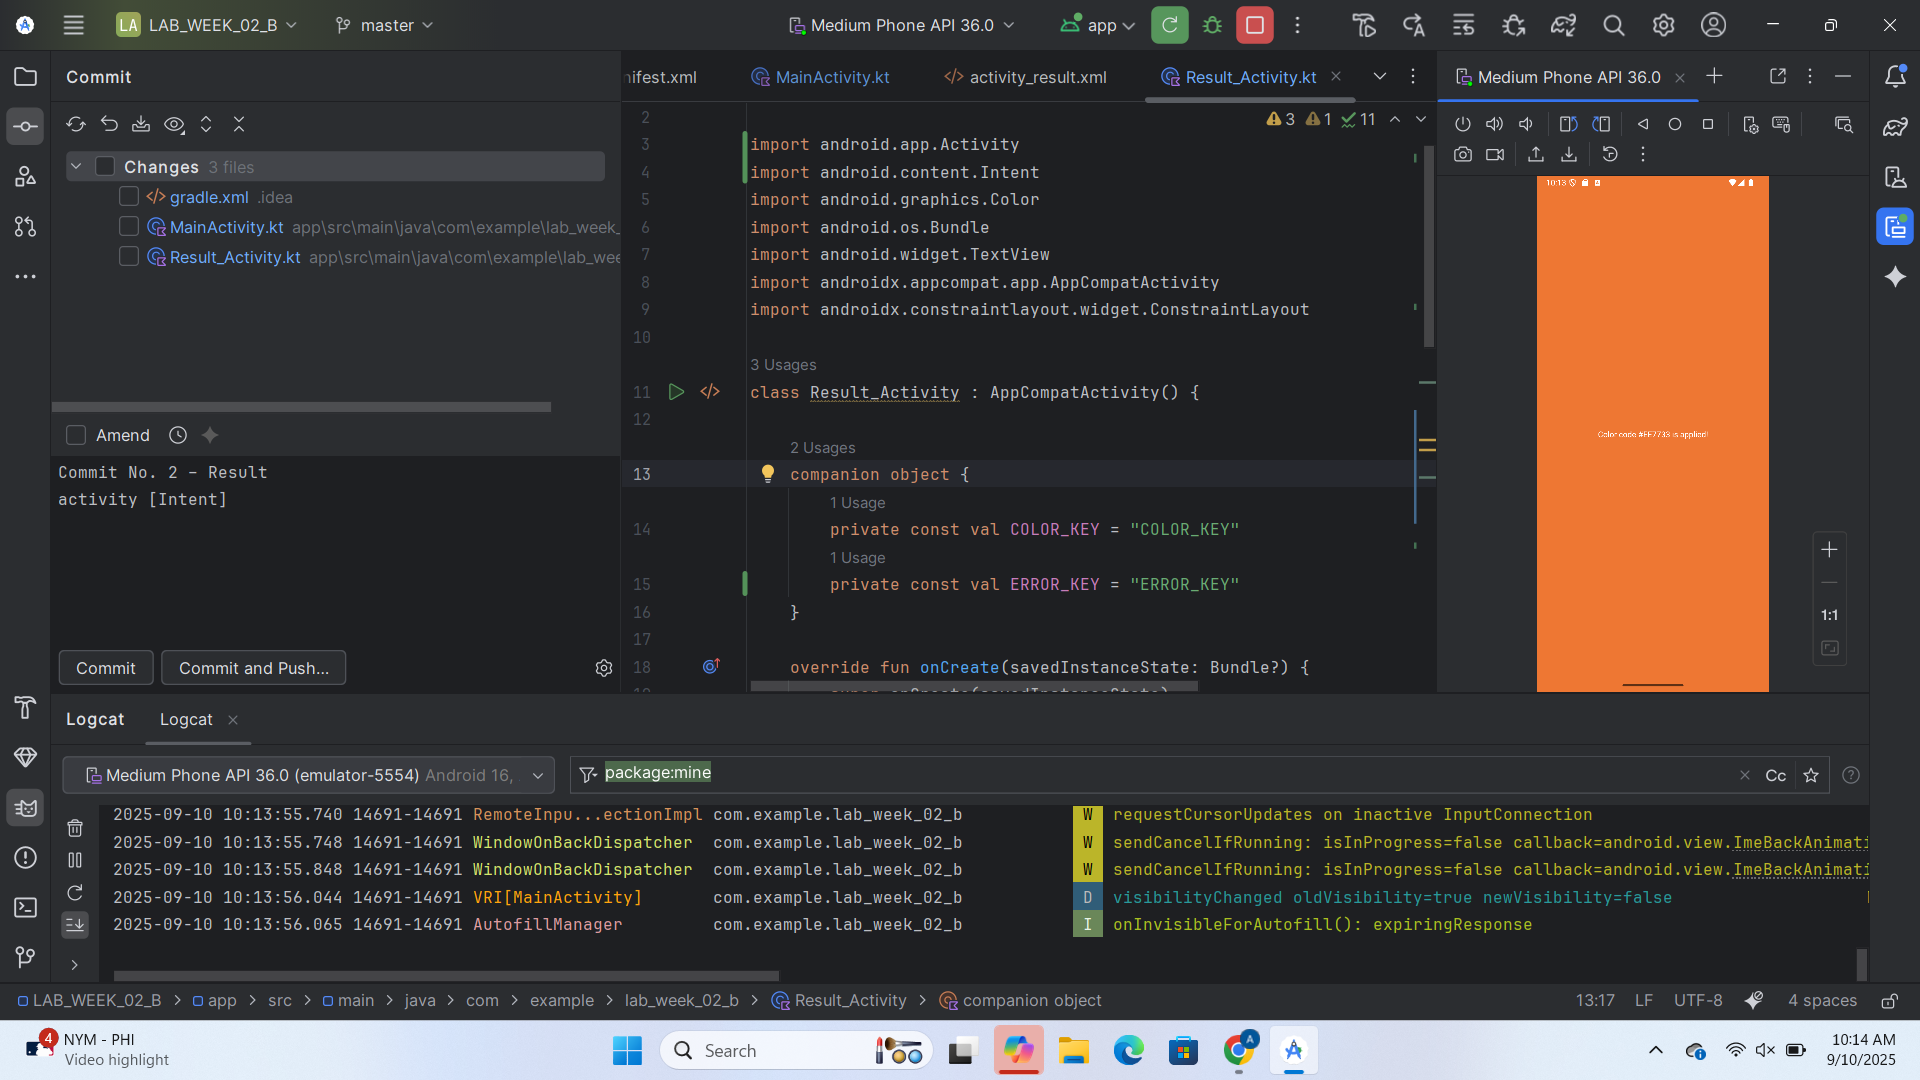 LA LAB_WEEK_02_B
master
Medium Phone API 36.0
app
Commit
Changes 3 files
gradle.xml .idea
MainActivity.kt app\src\main\java\com\example\lab_week_
Result_Activity.kt app\src\main\java\com\example\lab_wee
Amend
Commit No. 2 - Result
activity [Intent]
Commit
Commit and Push...
nifest.xml
MainActivity.kt
activity_result.xml
Result_Activity.kt
3 1 11
2
3 import android.app.Activity
4 import android.content.Intent
5 import android.graphics.Color
6 import android.os.Bundle
7 import android.widget.TextView
8 import androidx.appcompat.app.AppCompatActivity
9 import androidx.constraintlayout.widget.ConstraintLayout
10
3 Usages
11 class Result_Activity : AppCompatActivity() {
12
2 Usages
13 companion object {
1 Usage
14 private const val COLOR_KEY = "COLOR_KEY"
1 Usage
15 private const val ERROR_KEY = "ERROR_KEY"
16 }
17
18 override fun onCreate(savedInstanceState: Bundle?) {
Medium Phone API 36.0
10:13
Color code #EE7733 is applied!
1:1
Logcat
Logcat
Medium Phone API 36.0 (emulator-5554) Android 16,
package:mine
Cc
2025-09-10 10:13:55.740 14691-14691 RemoteInpu...ectionImpl com.example.lab_week_02_b W requestCursorUpdates on inactive InputConnection
2025-09-10 10:13:55.748 14691-14691 WindowOnBackDispatcher com.example.lab_week_02_b W sendCancelIfRunning: isInProgress=false callback=android.view.ImeBackAnimati
2025-09-10 10:13:55.848 14691-14691 WindowOnBackDispatcher com.example.lab_week_02_b W sendCancelIfRunning: isInProgress=false callback=android.view.ImeBackAnimati
2025-09-10 10:13:56.044 14691-14691 VRI[MainActivity] com.example.lab_week_02_b D visibilityChanged oldVisibility=true newVisibility=false
2025-09-10 10:13:56.065 14691-14691 AutofillManager com.example.lab_week_02_b I onInvisibleForAutofill(): expiringResponse
LAB_WEEK_02_B > app > src > main > java > com > example > lab_week_02_b > Result_Activity > companion object
13:17 LF UTF-8 4 spaces
4
NYM - PHI
Video highlight
Search
A
10:14 AM
9/10/2025